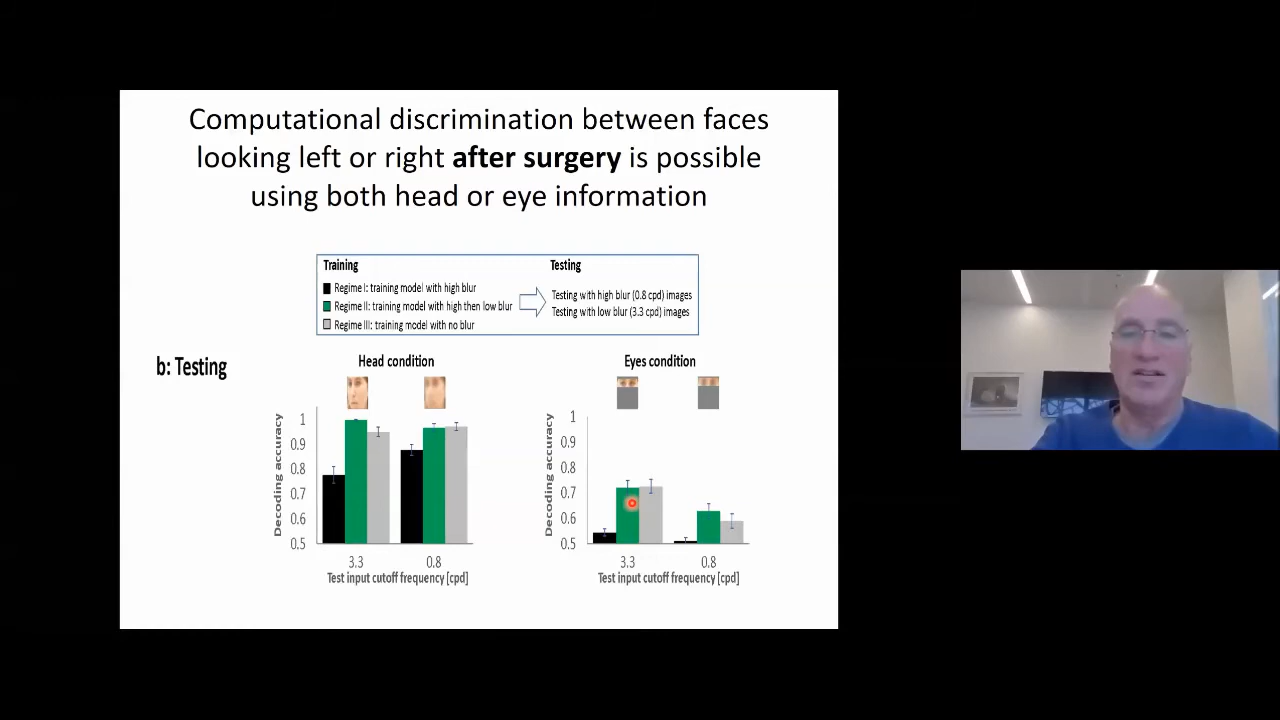 Computational discrimination between faces
looking left or right after surgery is possible
using both head or eye information
Training
Regime I: training model with high blur
Regime II: training model with high then low blur
Regime III: training model with no blur
Testing
Testing with high blur (0.8 cpd) images
Testing with low blur (3.3 cpd) images
b: Testing
Head condition
Decoding accuracy
1
0.9
0.8
0.7
0.6
0.5
3.3 0.8
Test input cutoff frequency [cpd]
Eyes condition
Decoding accuracy
1
0.9
0.8
0.7
0.6
0.5
3.3 0.8
Test input cutoff frequency [cpd]